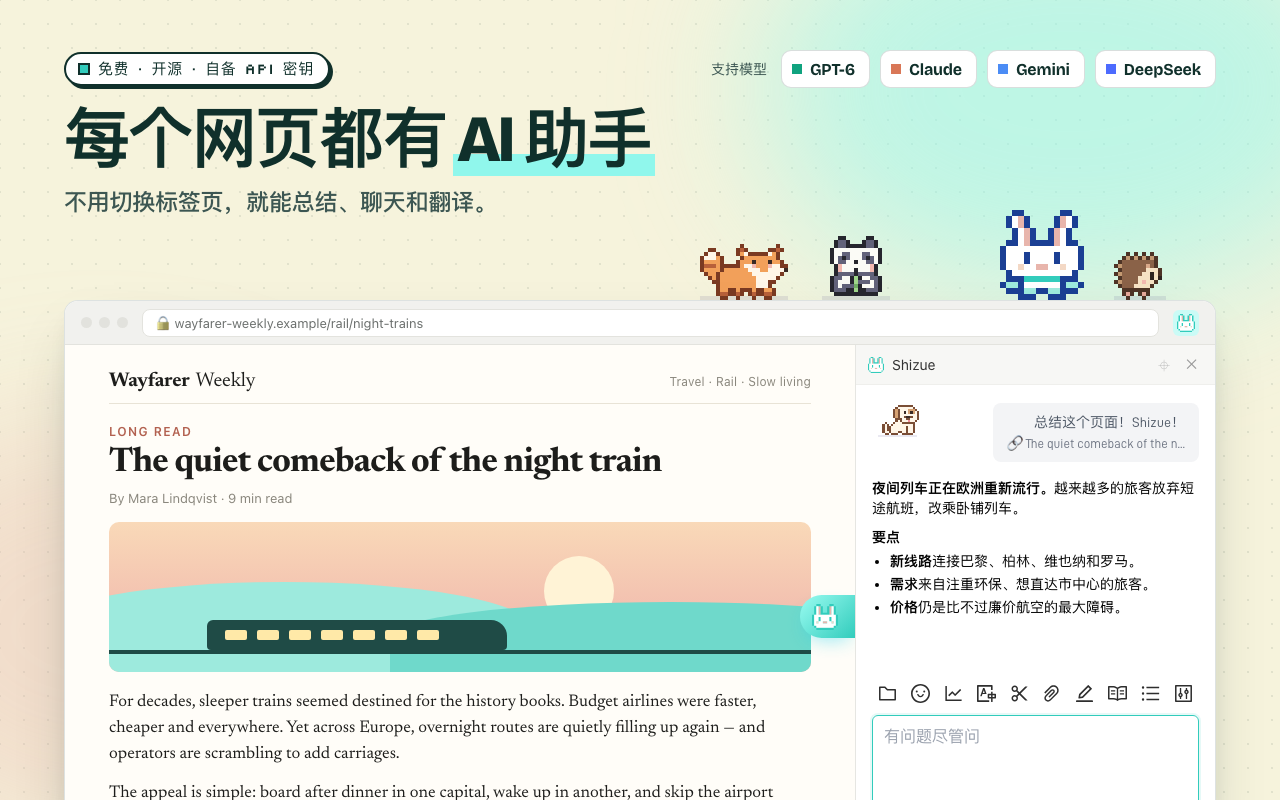 免费 · 开源 · 自备 API 密钥
支持模型
GPT-6
Claude
Gemini
DeepSeek
每个网页都有 AI 助手
不用切换标签页，就能总结、聊天和翻译。
wayfarer-weekly.example/rail/night-trains
Wayfarer Weekly
Travel · Rail · Slow living
LONG READ
The quiet comeback of the night train
By Mara Lindqvist · 9 min read
For decades, sleeper trains seemed destined for the history books. Budget airlines were faster,
cheaper and everywhere. Yet across Europe, overnight routes are quietly filling up again — and
operators are scrambling to add carriages.
The appeal is simple: board after dinner in one capital, wake up in another, and skip the airport
Shizue
总结这个页面！Shizue！
The quiet comeback of the n...
夜间列车正在欧洲重新流行。越来越多的旅客放弃短
途航班，改乘卧铺列车。
要点
• 新线路连接巴黎、柏林、维也纳和罗马。
• 需求来自注重环保、想直达市中心的旅客。
• 价格仍是比不过廉价航空的最大障碍。
有问题尽管问